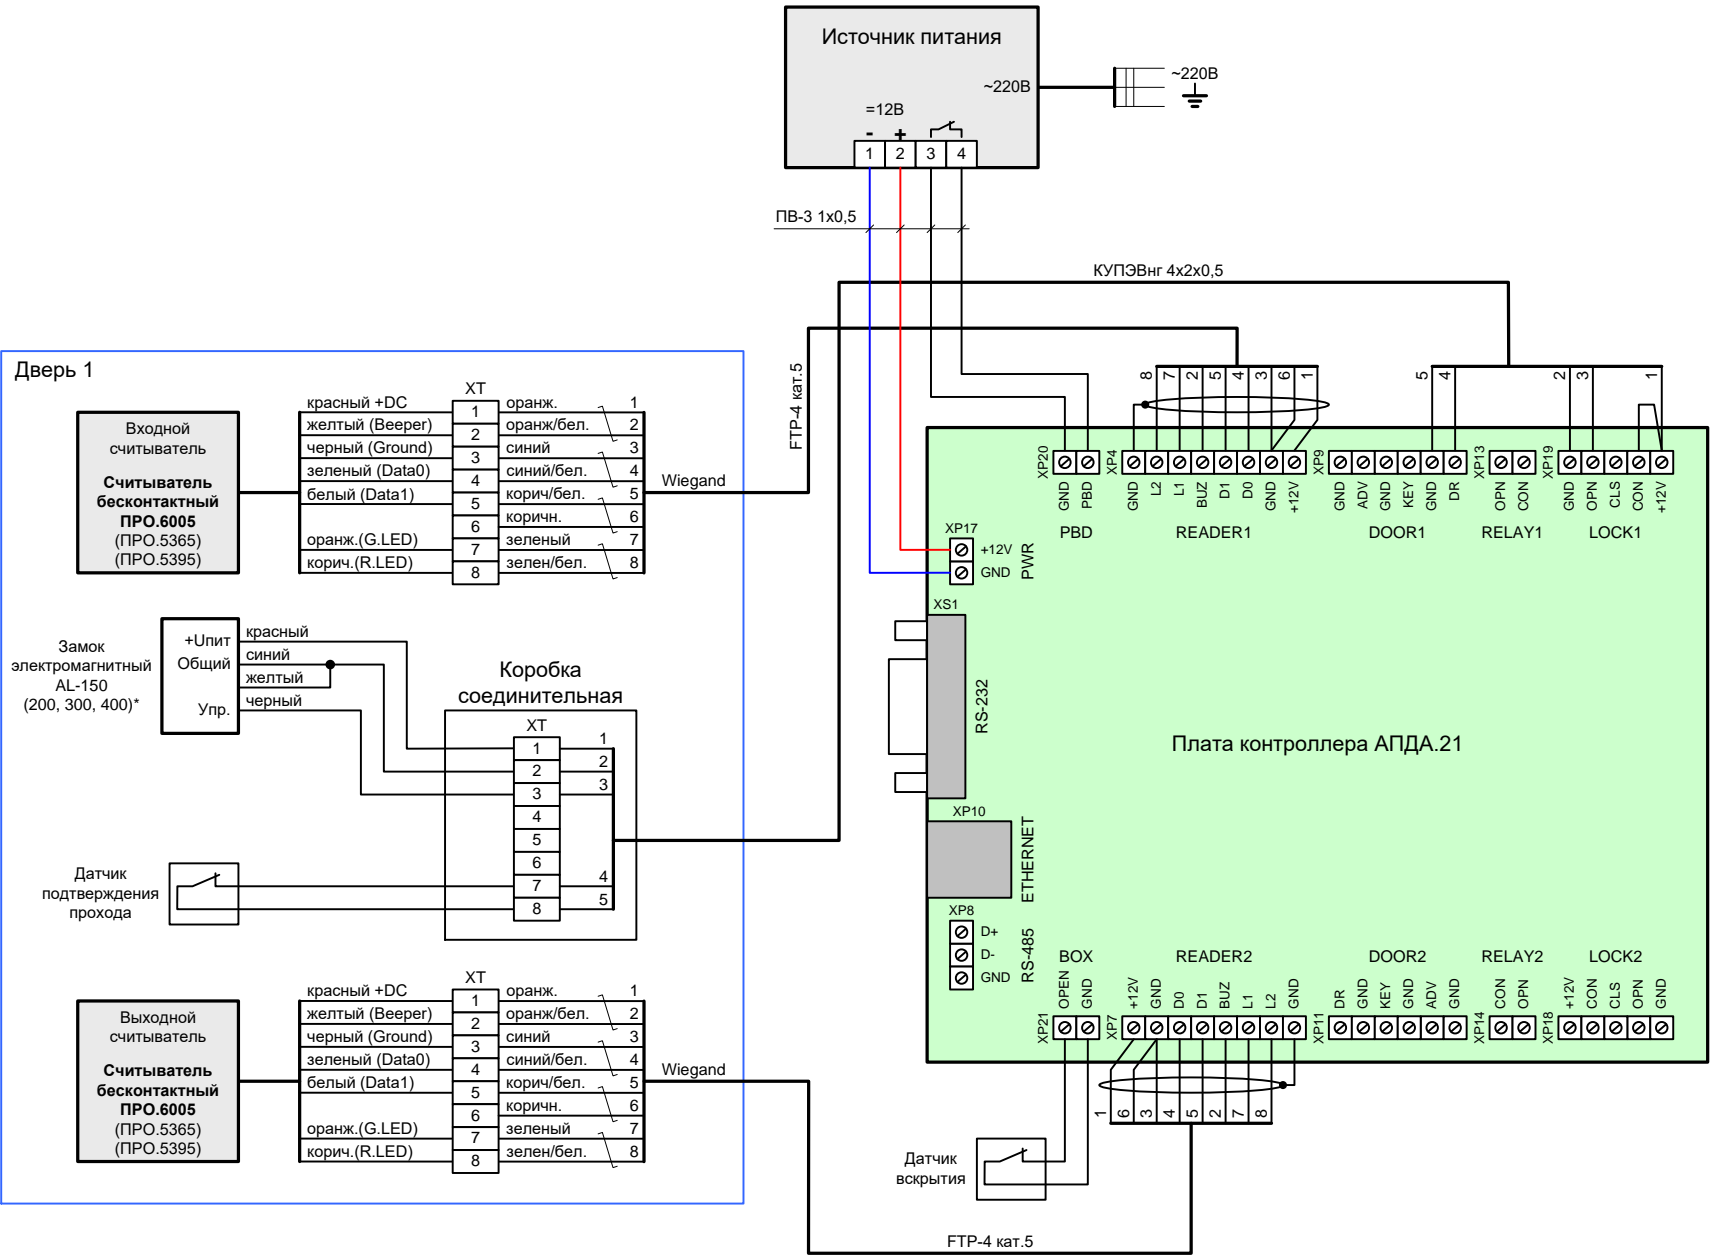 Источник питания
~220В
~220В
=12В
- +
1 2 3 4
ПВ-3 1х0,5
КУПЭВнг 4х2х0,5
FTP-4 кат.5
Дверь 1
Входной
считыватель
Считыватель
бесконтактный
ПРО.6005
(ПРО.5365)
(ПРО.5395)
XT
красный +DC 1 оранж. 1
желтый (Beeper) 2 оранж/бел. 2
черный (Ground) 3 синий 3
зеленый (Data0) 4 синий/бел. 4
белый (Data1) 5 корич/бел. 5
6 коричн. 6
оранж.(G.LED) 7 зеленый 7
корич.(R.LED) 8 зелен/бел. 8
Wiegand
Замок
электромагнитный
AL-150
(200, 300, 400)*
+Uпит
Общий
Упр.
красный
синий
желтый
черный
Коробка
соединительная
XT
1 1
2 2
3 3
4
5
6
7 4
8 5
Датчик
подтверждения
прохода
Выходной
считыватель
Считыватель
бесконтактный
ПРО.6005
(ПРО.5365)
(ПРО.5395)
XT
красный +DC 1 оранж. 1
желтый (Beeper) 2 оранж/бел. 2
черный (Ground) 3 синий 3
зеленый (Data0) 4 синий/бел. 4
белый (Data1) 5 корич/бел. 5
6 коричн. 6
оранж.(G.LED) 7 зеленый 7
корич.(R.LED) 8 зелен/бел. 8
Wiegand
8 7 2 5 4 3 6 1
5 4 2 3 1
XP20 XP4 XP9 XP13 XP19
GND PBD
GND L2 L1 BUZ D1 D0 GND +12V
GND ADV GND KEY GND DR
OPN CON
GND OPN CLS CON +12V
PBD READER1 DOOR1 RELAY1 LOCK1
XP17
+12V
GND
PWR
XS1
RS-232
Плата контроллера АПДА.21
XP10
ETHERNET
XP8
D+
D-
GND
RS-485
BOX READER2 DOOR2 RELAY2 LOCK2
OPEN GND
+12V GND D0 D1 BUZ L1 L2 GND
DR GND KEY GND ADV GND
CON OPN
+12V CON CLS OPN GND
XP21 XP7 XP11 XP14 XP18
1 6 3 4 5 2 7 8
Датчик
вскрытия
FTP-4 кат.5